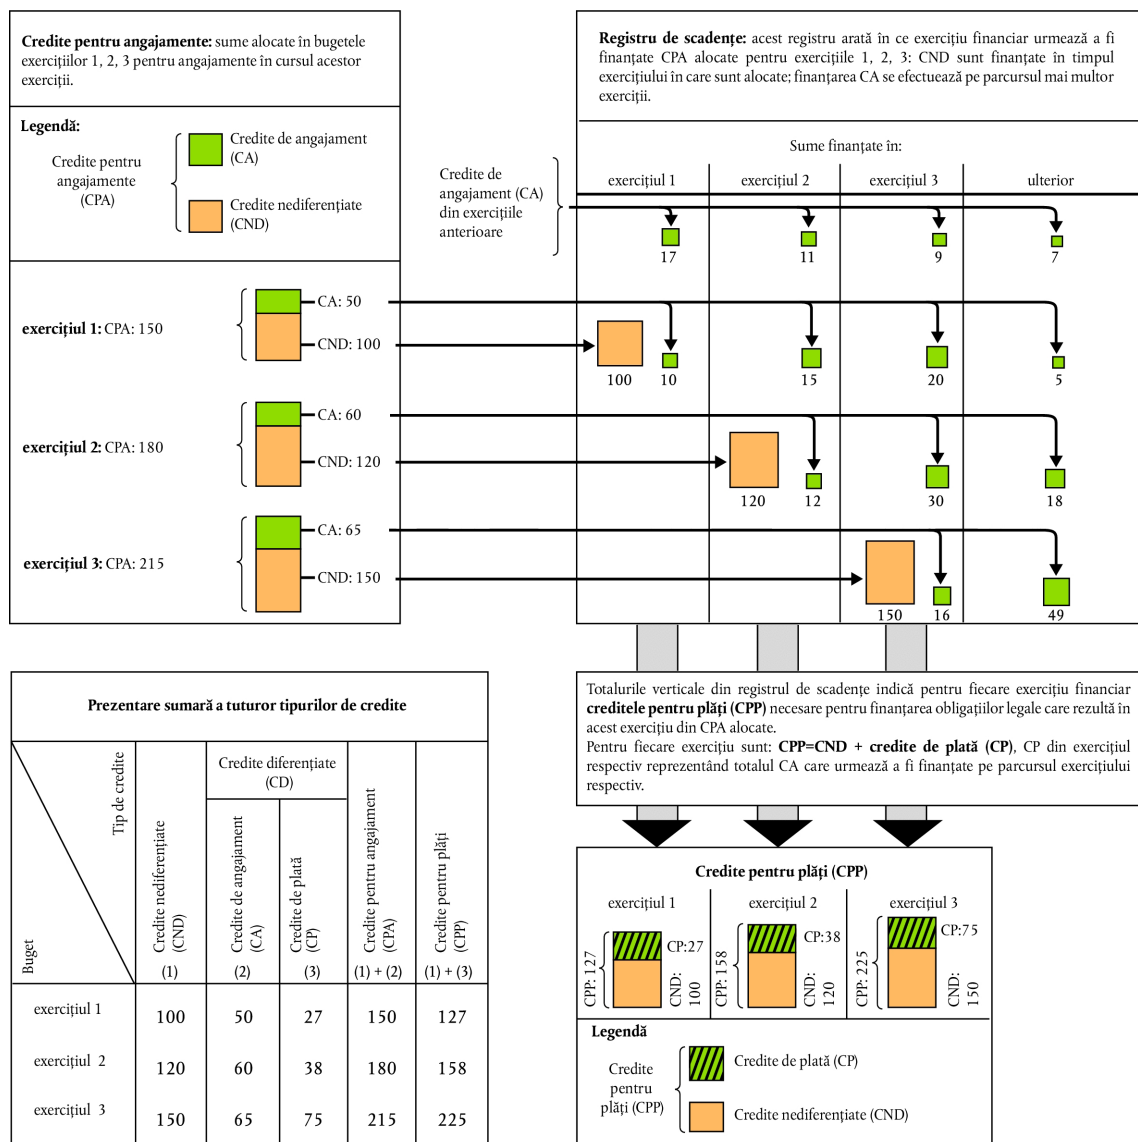 Credite pentru angajamente: sume alocate în bugetele
exercițiilor 1, 2, 3 pentru angajamente în cursul acestor
exerciții.
Legendă:
Credite pentru
angajamente
(CPA)
Credite de angajament
(CA)
Credite nediferențiate
(CND)
exercițiul 1: CPA: 150
CA: 50
CND: 100
exercițiul 2: CPA: 180
CA: 60
CND: 120
exercițiul 3: CPA: 215
CA: 65
CND: 150
Registru de scadențe: acest registru arată în ce exercițiu financiar urmează a fi
finanțate CPA alocate pentru exercițiile 1, 2, 3: CND sunt finanțate în timpul
exercițiului în care sunt alocate; finanțarea CA se efectuează pe parcursul mai multor
exerciții.
Sume finanțate în:
exercițiul 1 exercițiul 2 exercițiul 3 ulterior
Credite de
angajament (CA)
din exercițiile
anterioare
17 11 9 7
100 10 15 20 5
120 12 30 18
150 16 49
Totalurile verticale din registrul de scadențe indică pentru fiecare exercițiu financiar
creditele pentru plăți (CPP) necesare pentru finanțarea obligațiilor legale care rezultă în
acest exercițiu din CPA alocate.
Pentru fiecare exercițiu sunt: CPP=CND + credite de plată (CP), CP din exercițiul
respectiv reprezentând totalul CA care urmează a fi finanțate pe parcursul exercițiului
respectiv.
Prezentare sumară a tuturor tipurilor de credite
Tip de credite
Buget
Credite nediferențiate
(CND)
(1)
Credite diferențiate
(CD)
Credite de angajament
(CA)
(2)
Credite de plată
(CP)
(3)
Credite pentru angajament
(CPA)
(1) + (2)
Credite pentru plăți
(CPP)
(1) + (3)
exercițiul 1 100 50 27 150 127
exercițiul 2 120 60 38 180 158
exercițiul 3 150 65 75 215 225
Credite pentru plăți (CPP)
exercițiul 1
CPP: 127
CP:27
CND:
100
exercițiul 2
CPP: 158
CP:38
CND:
120
exercițiul 3
CPP: 225
CP:75
CND:
150
Legendă
Credite
pentru
plăți (CPP)
Credite de plată (CP)
Credite nediferențiate (CND)